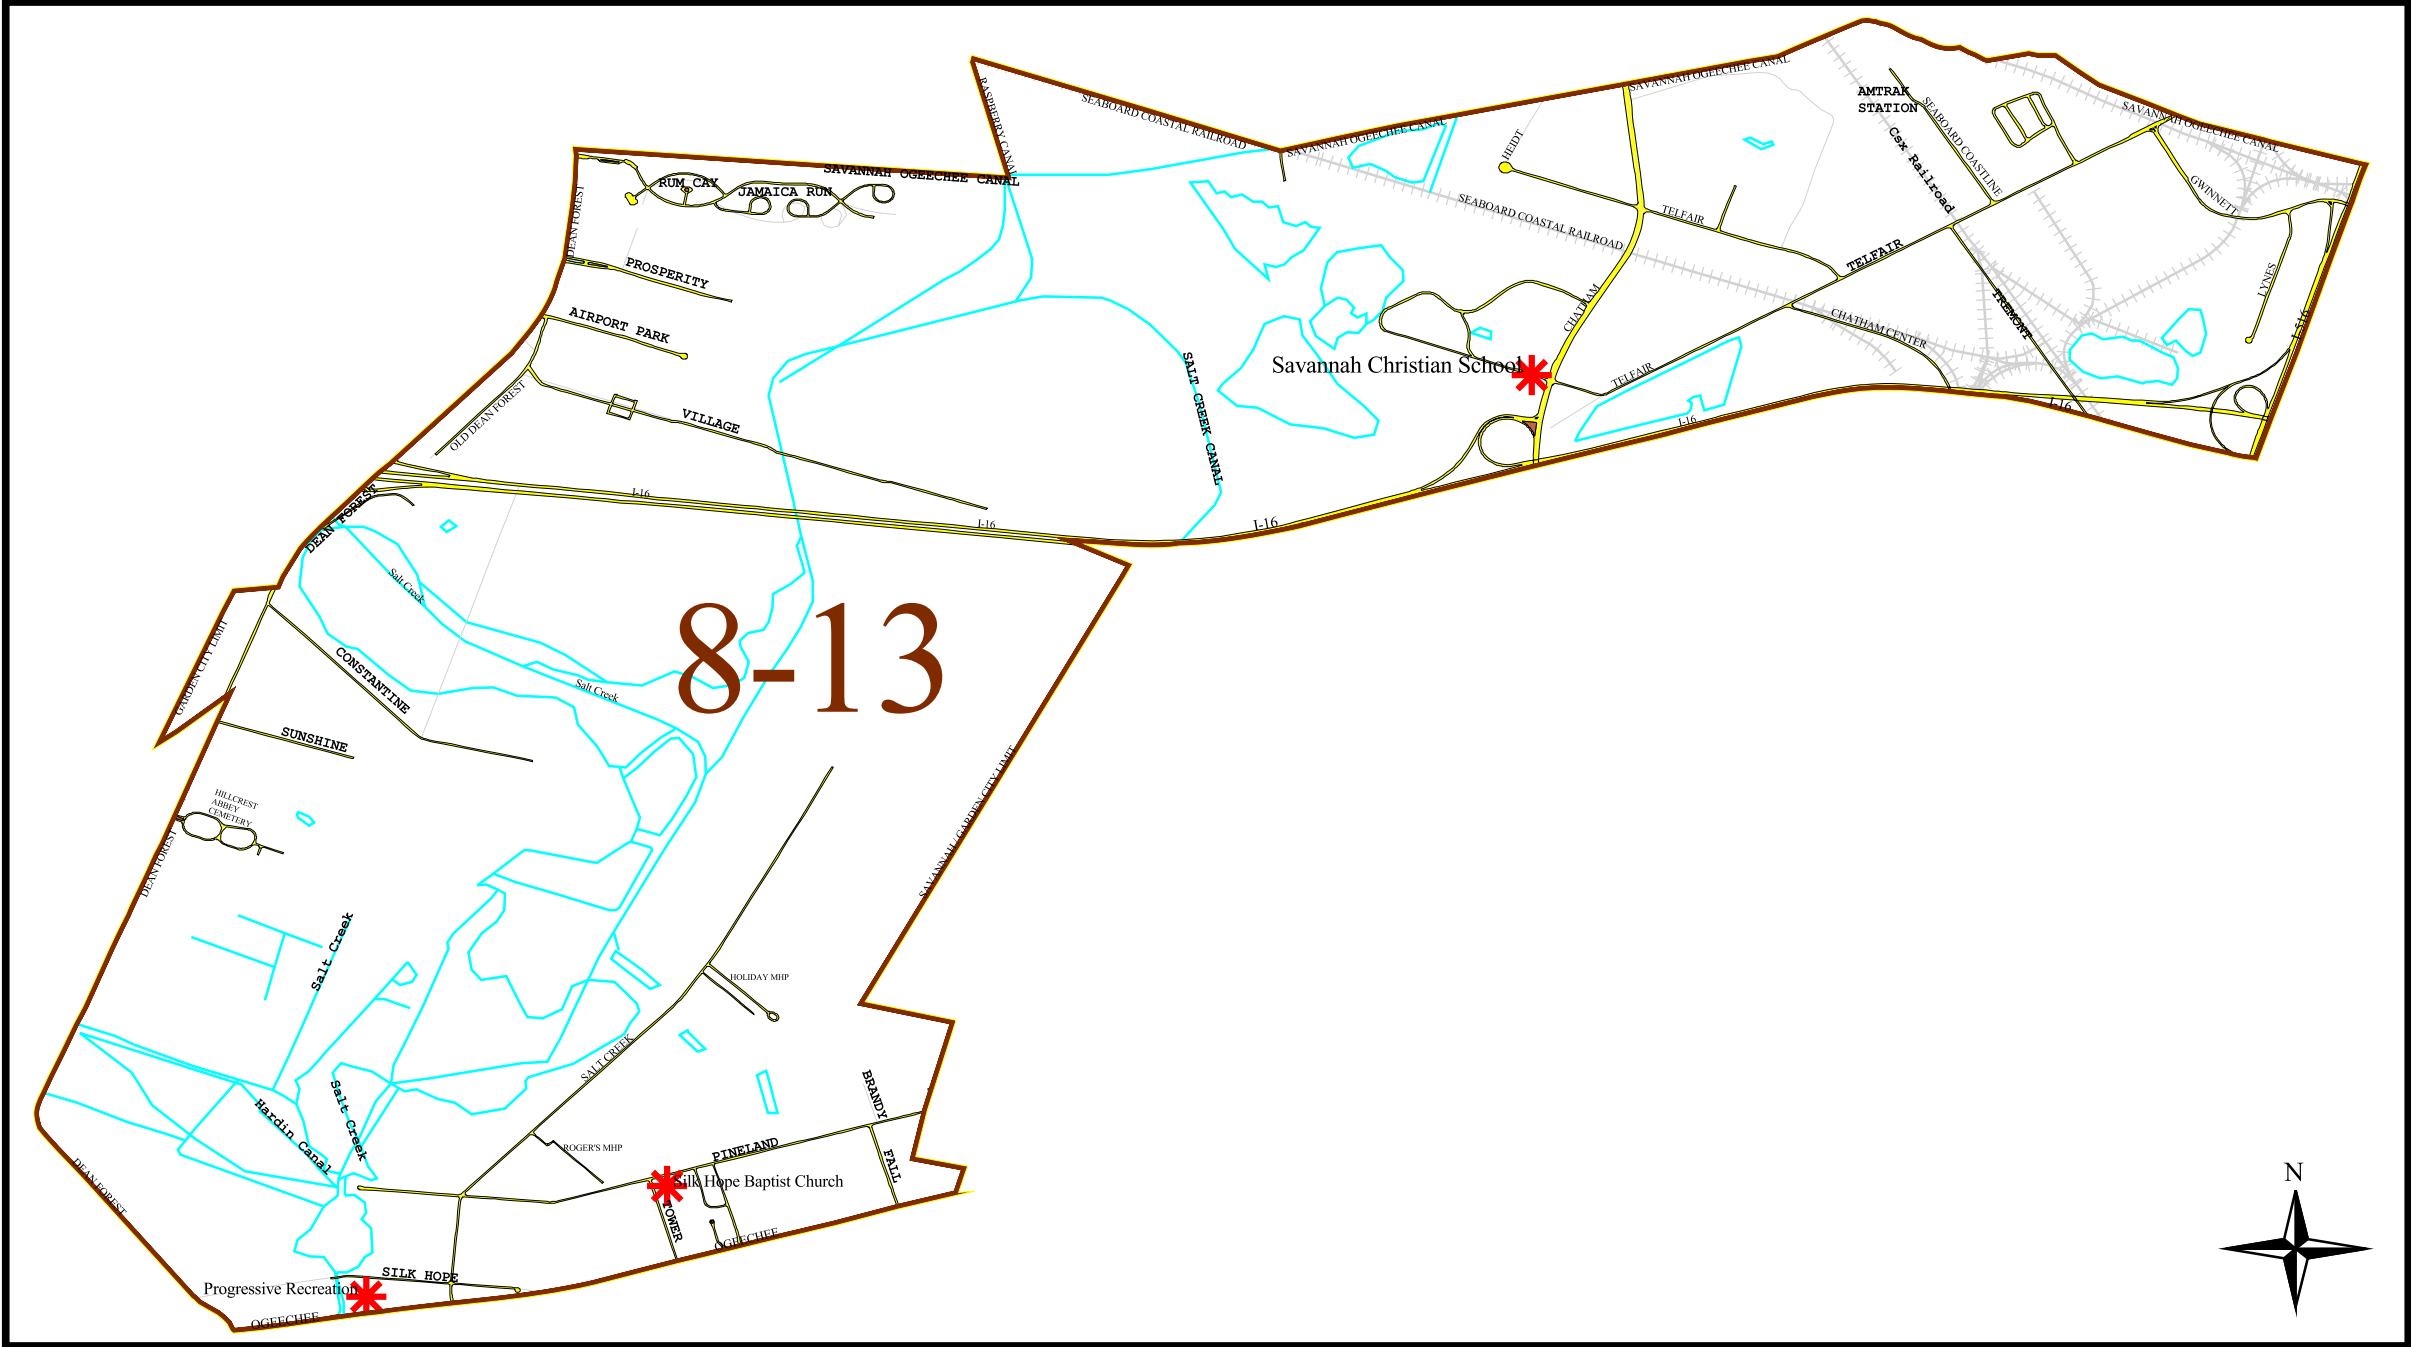 SAVANNAH OGEECHEE CANAL
AMTRAK
STATION
SEABOARD COASTLINE
SAVANNAH OGEECHEE CANAL
RASPBERRY CANAL
SEABOARD COASTAL RAILROAD
SAVANNAH OGEECHEE CANAL
HEIDT
Csx Railroad
SAVANNAH OGEECHEE CANAL
RUM CAY
JAMAICA RUN
DEAN FOREST
SEABOARD COASTAL RAILROAD
TELFAIR
GWINNETT
PROSPERITY
TELFAIR
LYNES
AIRPORT PARK
CHATHAM
CHATHAM CENTER
TREMONT
I-516
SALT CREEK CANAL
Savannah Christian School
TELFAIR
OLD DEAN FOREST
VILLAGE
I-16
I-16
I-16
I-16
I-16
DEAN FOREST
Salt Creek
8-13
GARDEN CITY LIMIT
CONSTANTINE
Salt Creek
SUNSHINE
SAVANNAH / GARDEN CITY LIMIT
HILLCREST
ABBEY
CEMETERY
DEAN FOREST
Salt Creek
HOLIDAY MHP
SALT CREEK
BRANDY
Hardin Canal
Salt Creek
ROGER'S MHP
PINELAND
FALL
Silk Hope Baptist Church
DEAN FOREST
TOWER
OGEECHEE
SILK HOPE
Progressive Recreation
OGEECHEE
N